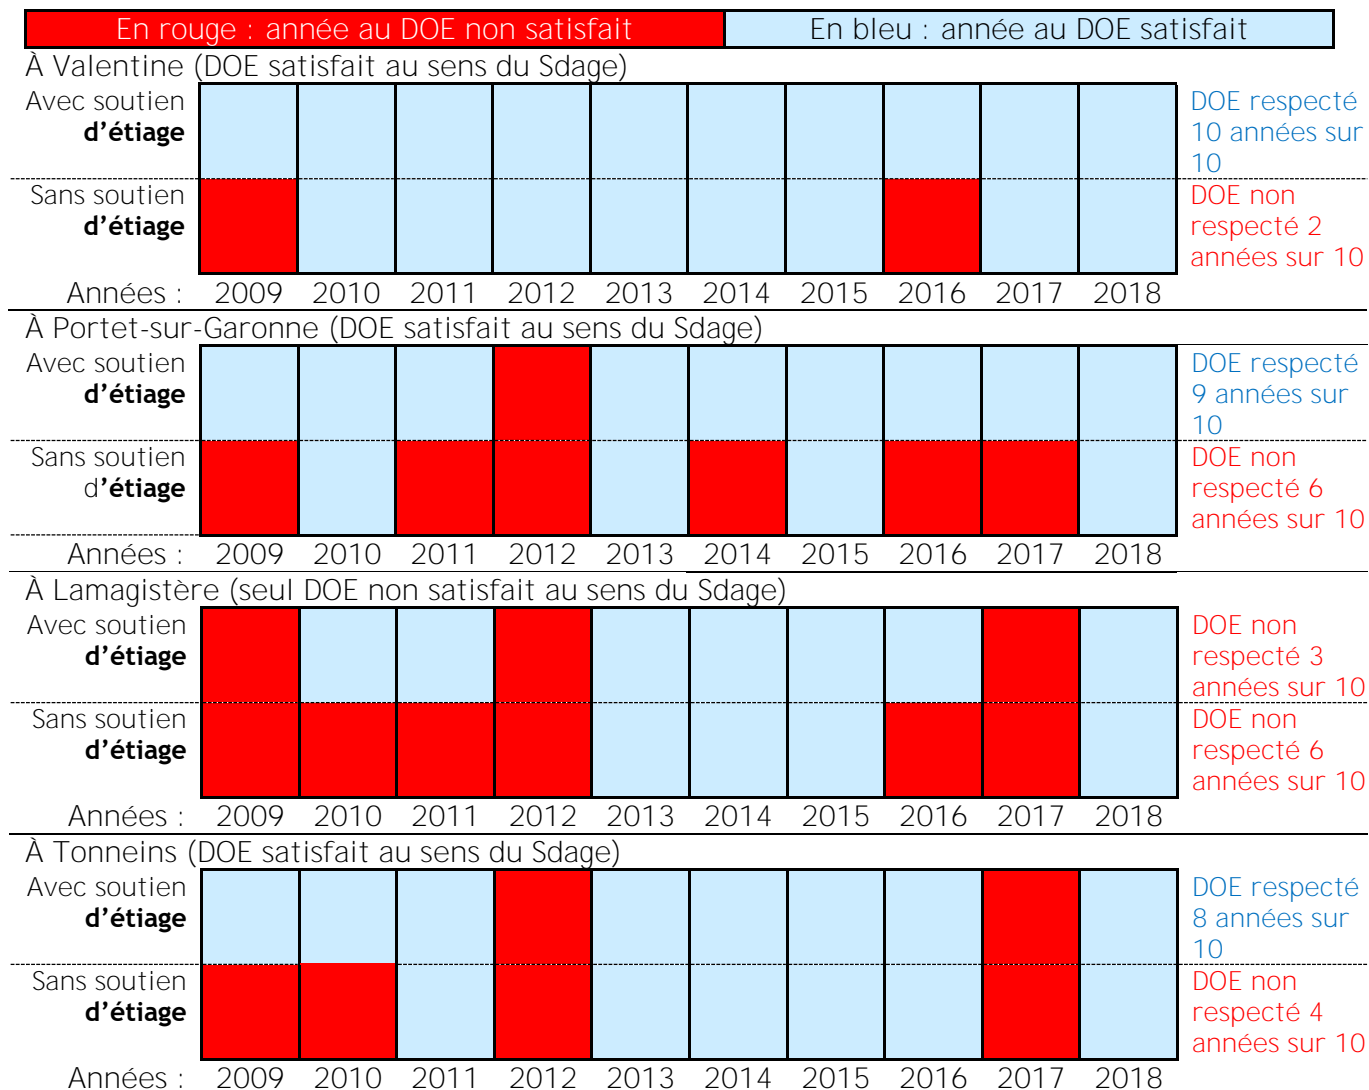 En rouge : année au DOE non satisfait
En bleu : année au DOE satisfait
À Valentine (DOE satisfait au sens du Sdage)
Avec soutien
d’étiage
DOE respecté
10 années sur
10
Sans soutien
d’étiage
DOE non
respecté 2
années sur 10
Années : 2009 2010 2011 2012 2013 2014 2015 2016 2017 2018
À Portet-sur-Garonne (DOE satisfait au sens du Sdage)
Avec soutien
d’étiage
DOE respecté
9 années sur
10
Sans soutien
d’étiage
DOE non
respecté 6
années sur 10
Années : 2009 2010 2011 2012 2013 2014 2015 2016 2017 2018
À Lamagistère (seul DOE non satisfait au sens du Sdage)
Avec soutien
d’étiage
DOE non
respecté 3
années sur 10
Sans soutien
d’étiage
DOE non
respecté 6
années sur 10
Années : 2009 2010 2011 2012 2013 2014 2015 2016 2017 2018
À Tonneins (DOE satisfait au sens du Sdage)
Avec soutien
d’étiage
DOE respecté
8 années sur
10
Sans soutien
d’étiage
DOE non
respecté 4
années sur 10
Années : 2009 2010 2011 2012 2013 2014 2015 2016 2017 2018